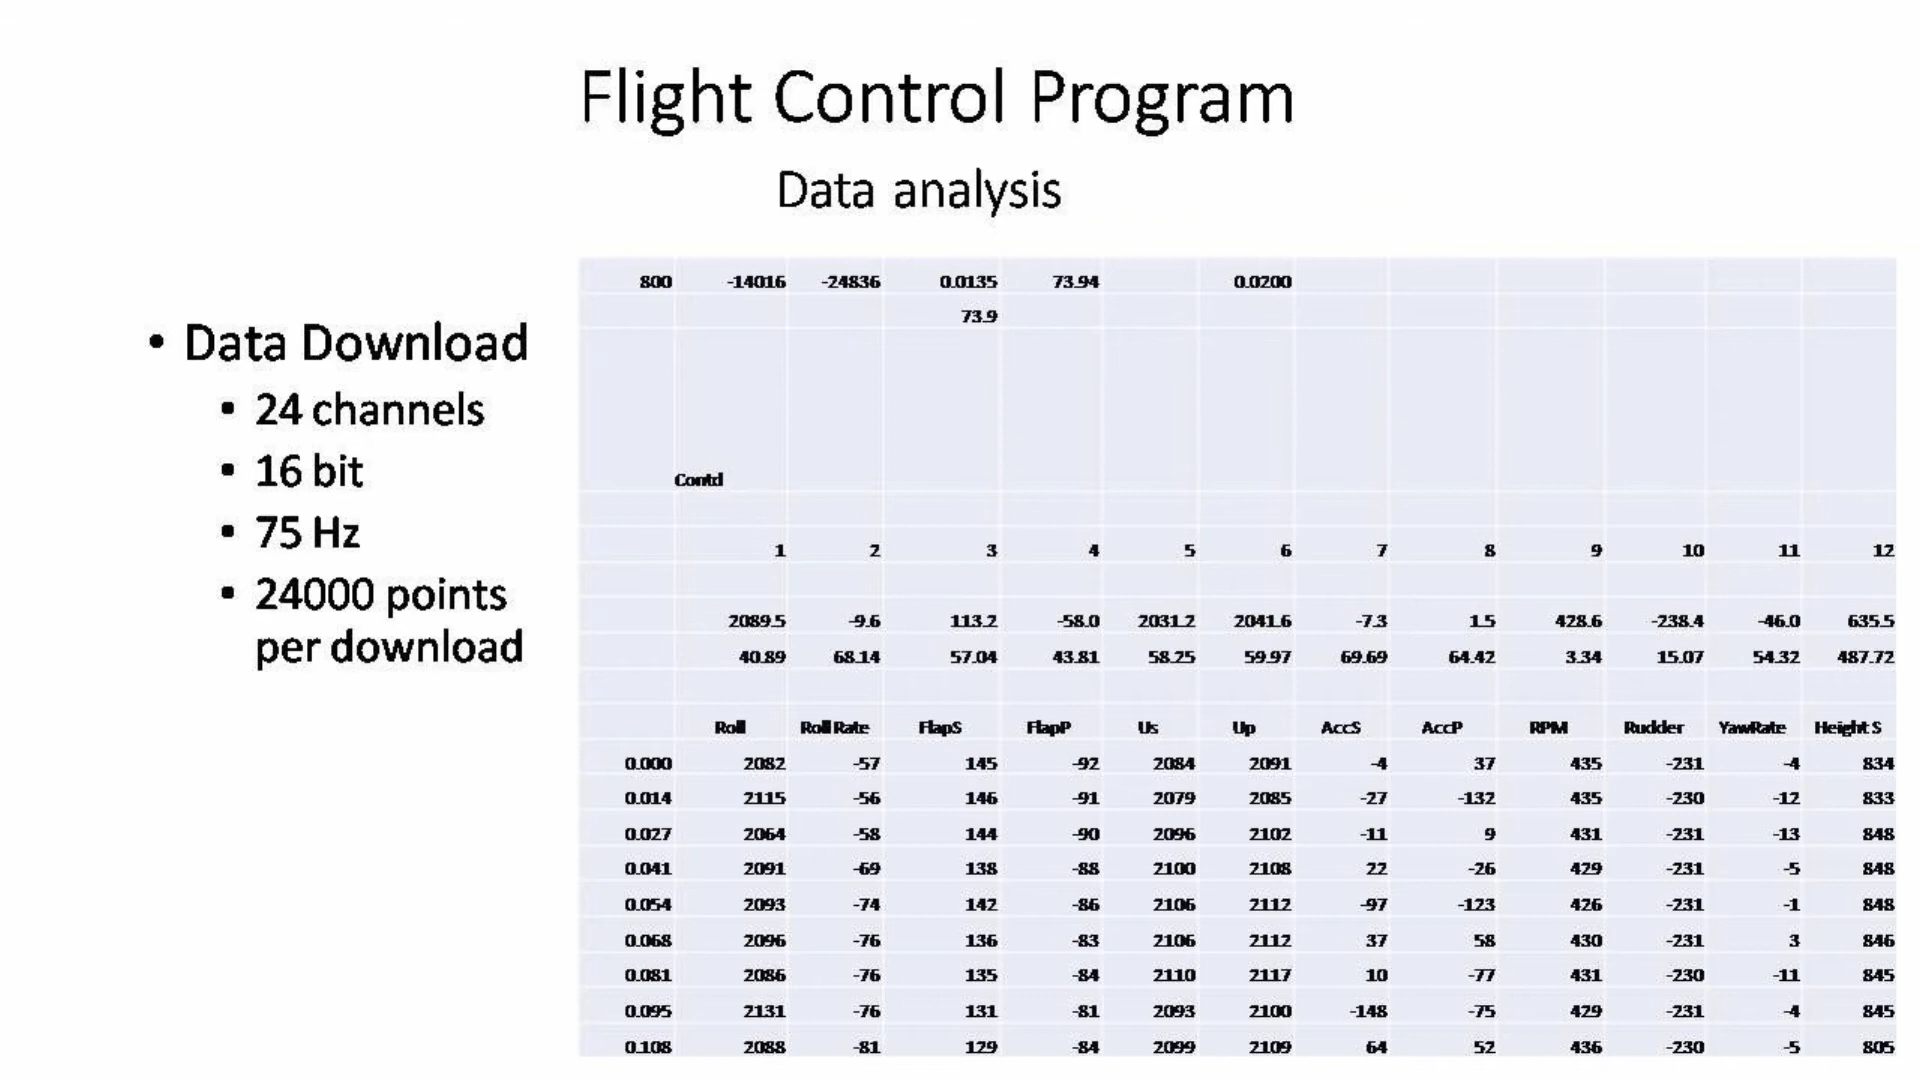 Flight Control Program
Data analysis
• Data Download
▪ 24 channels
▪ 16 bit
▪ 75 Hz
▪ 24000 points
per download
800 -14016 -24836 0.0135 73.94 0.0200
73.9
Contd
1 2 3 4 5 6 7 8 9 10 11 12
2089.5 -9.6 113.2 -58.0 2031.2 2041.6 -7.3 1.5 428.6 -238.4 -46.0 635.5
40.89 68.14 57.04 43.81 58.25 59.97 69.69 64.42 3.34 15.07 54.32 487.72
Roll Roll Rate FlapS FlapP Us Up AccS AccP RPM Rudder YawRate Height S
0.000 2082 -57 145 -92 2084 2091 -4 37 435 -231 -4 834
0.014 2115 -56 146 -91 2079 2085 -27 -132 435 -230 -12 833
0.027 2064 -58 144 -90 2096 2102 -11 9 431 -231 -13 848
0.041 2091 -69 138 -88 2100 2108 22 -26 429 -231 -5 848
0.054 2093 -74 142 -86 2106 2112 -97 -123 426 -231 -1 848
0.068 2096 -76 136 -83 2106 2112 37 58 430 -231 3 846
0.081 2086 -76 135 -84 2110 2117 10 -77 431 -230 -11 845
0.095 2131 -76 131 -81 2093 2100 -148 -75 429 -231 -4 845
0.108 2088 -81 129 -84 2099 2109 64 52 436 -230 -5 805